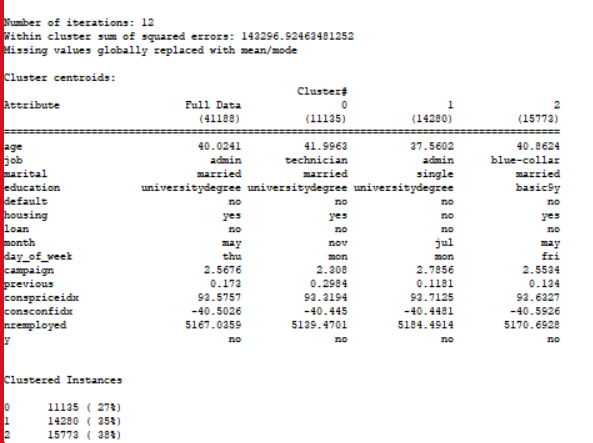 Number of iterations: 12
Within cluster sum of squared errors: 143296.92463481252
Missing values globally replaced with mean/mode
Cluster centroids:
Cluster#
Attribute Full Data 0 1 2
(41188) (11135) (14280) (15773)
================================================================================
age 40.0241 41.9963 37.5602 40.8624
job admin technician admin blue-collar
marital married married single married
education universitydegree universitydegree universitydegree basic9y
default no no no no
housing yes yes no yes
loan no no no no
month may nov jul may
day_of_week thu mon mon fri
campaign 2.5676 2.308 2.7856 2.5534
previous 0.173 0.2984 0.1181 0.134
conspriceidx 93.5757 93.3194 93.7125 93.6327
consconfidx -40.5026 -40.445 -40.4481 -40.5926
nremployed 5167.0359 5139.4701 5184.4914 5170.6928
y no no no no
Clustered Instances
0 11135 ( 27%)
1 14280 ( 35%)
2 15773 ( 38%)